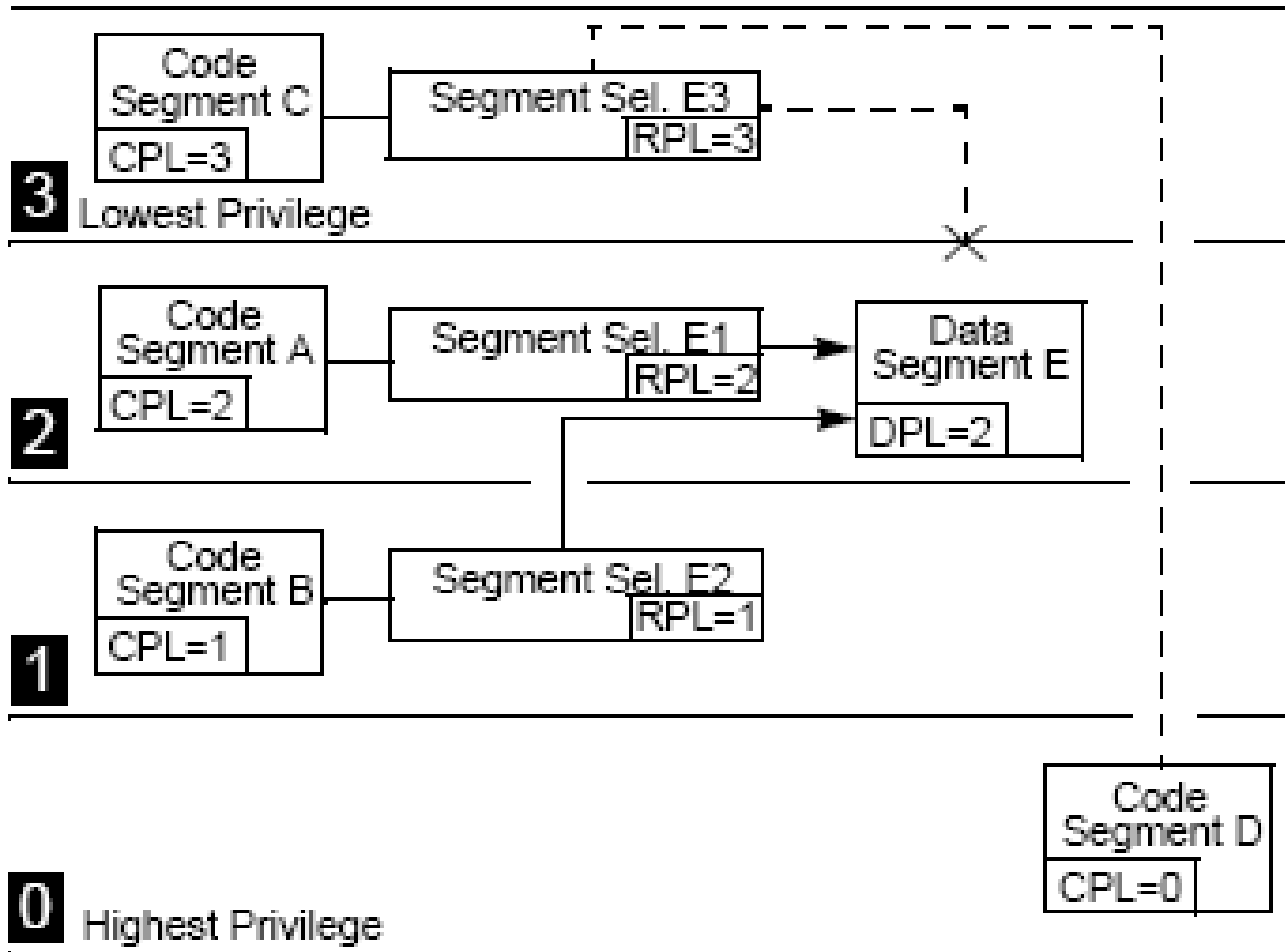 Code
Segment C
CPL=3
Segment Sel. E3
RPL=3
3 Lowest Privilege
Code
Segment A
CPL=2
Segment Sel. E1
RPL=2
Data
Segment E
DPL=2
2
Code
Segment B
CPL=1
Segment Sel. E2
RPL=1
1
Code
Segment D
CPL=0
0 Highest Privilege